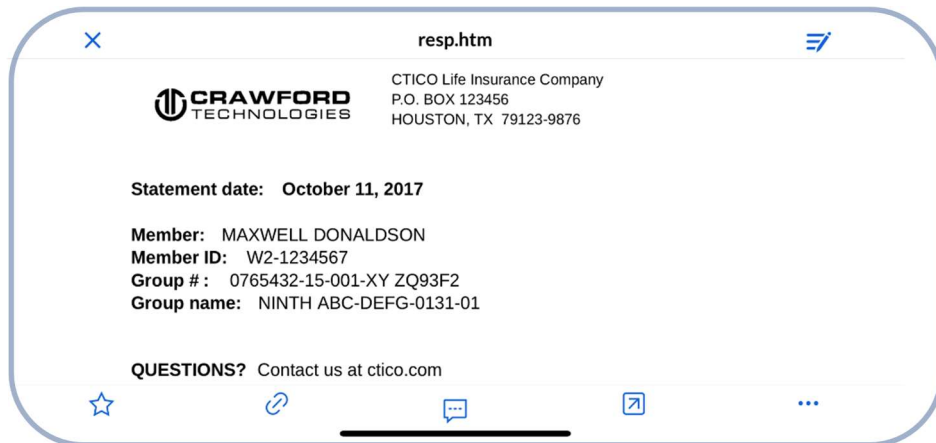 resp.htm
CRAWFORD
TECHNOLOGIES
CTICO Life Insurance Company
P.O. BOX 123456
HOUSTON, TX 79123-9876
Statement date: October 11, 2017
Member: MAXWELL DONALDSON
Member ID: W2-1234567
Group # : 0765432-15-001-XY ZQ93F2
Group name: NINTH ABC-DEFG-0131-01
QUESTIONS? Contact us at ctico.com